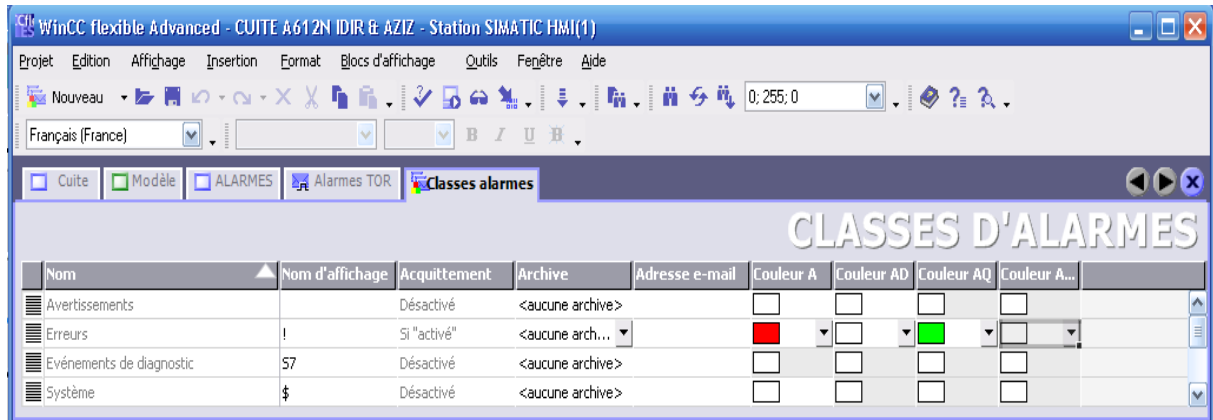 WinCC flexible Advanced - CUITE A612N IDIR & AZIZ - Station SIMATIC HMI(1)
Projet Edition Affichage Insertion Format Blocs d'affichage Outils Fenêtre Aide
Nouveau 0; 255; 0
Français (France) B I U
Cuite Modèle ALARMES Alarmes TOR Classes alarmes
CLASSES D'ALARMES
Nom Nom d'affichage Acquittement Archive Adresse e-mail Couleur A Couleur AD Couleur AQ Couleur A...
Avertissements Désactivé <aucune archive>
Erreurs ! Si "activé" <aucune arch...
Evénements de diagnostic S7 Désactivé <aucune archive>
Système $ Désactivé <aucune archive>